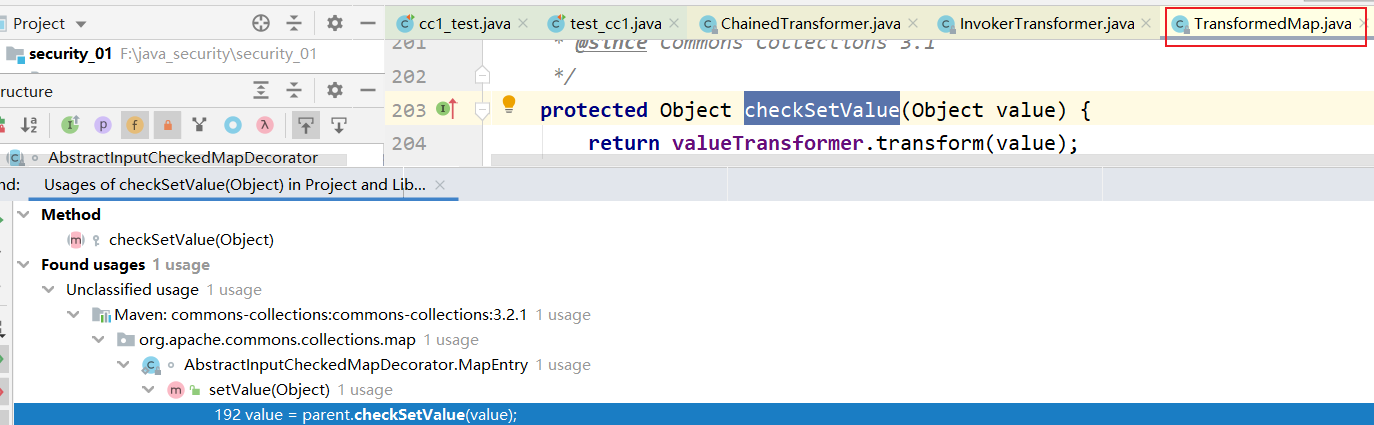 Project
cc1_test.java
test_cc1.java
ChainedTransformer.java
InvokerTransformer.java
TransformedMap.java
security_01 F:\java_security\security_01
201 * @since Commons Collections 3.1
202 */
ructure
203 protected Object checkSetValue(Object value) {
204 return valueTransformer.transform(value);
AbstractInputCheckedMapDecorator
nd: Usages of checkSetValue(Object) in Project and Lib...
Method
checkSetValue(Object)
Found usages 1 usage
Unclassified usage 1 usage
Maven: commons-collections:commons-collections:3.2.1 1 usage
org.apache.commons.collections.map 1 usage
AbstractInputCheckedMapDecorator.MapEntry 1 usage
setValue(Object) 1 usage
192 value = parent.checkSetValue(value);